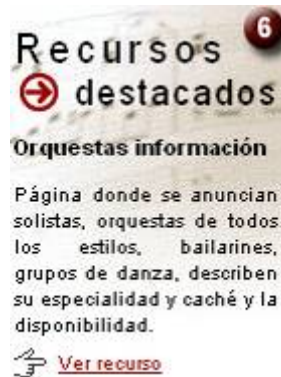 6
Recursos
destacados
Orquestas información
Página donde se anuncian
solistas, orquestas de todos
los estilos, bailarines,
grupos de danza, describen
su especialidad y caché y la
disponibilidad.
Ver recurso